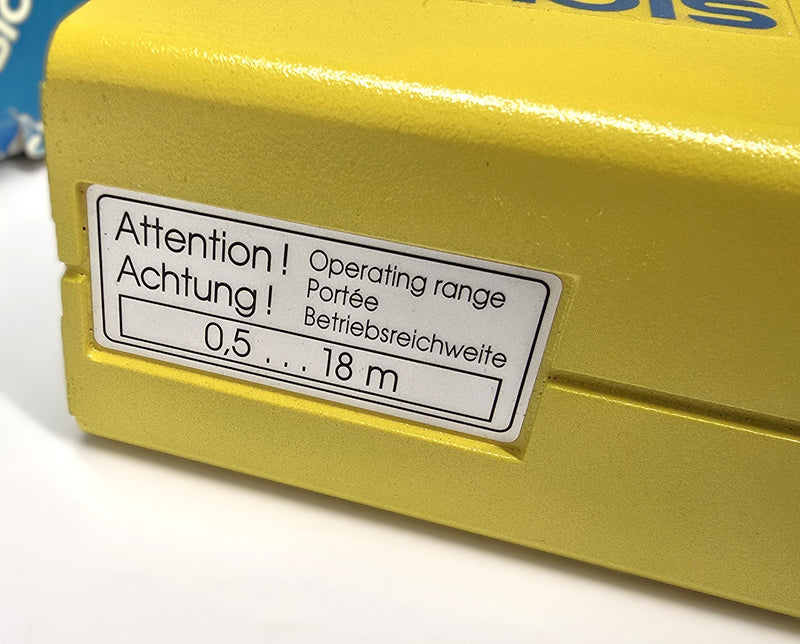 Attention! Operating range
Achtung! Portée
Betriebsreichweite
0,5 ... 18 m